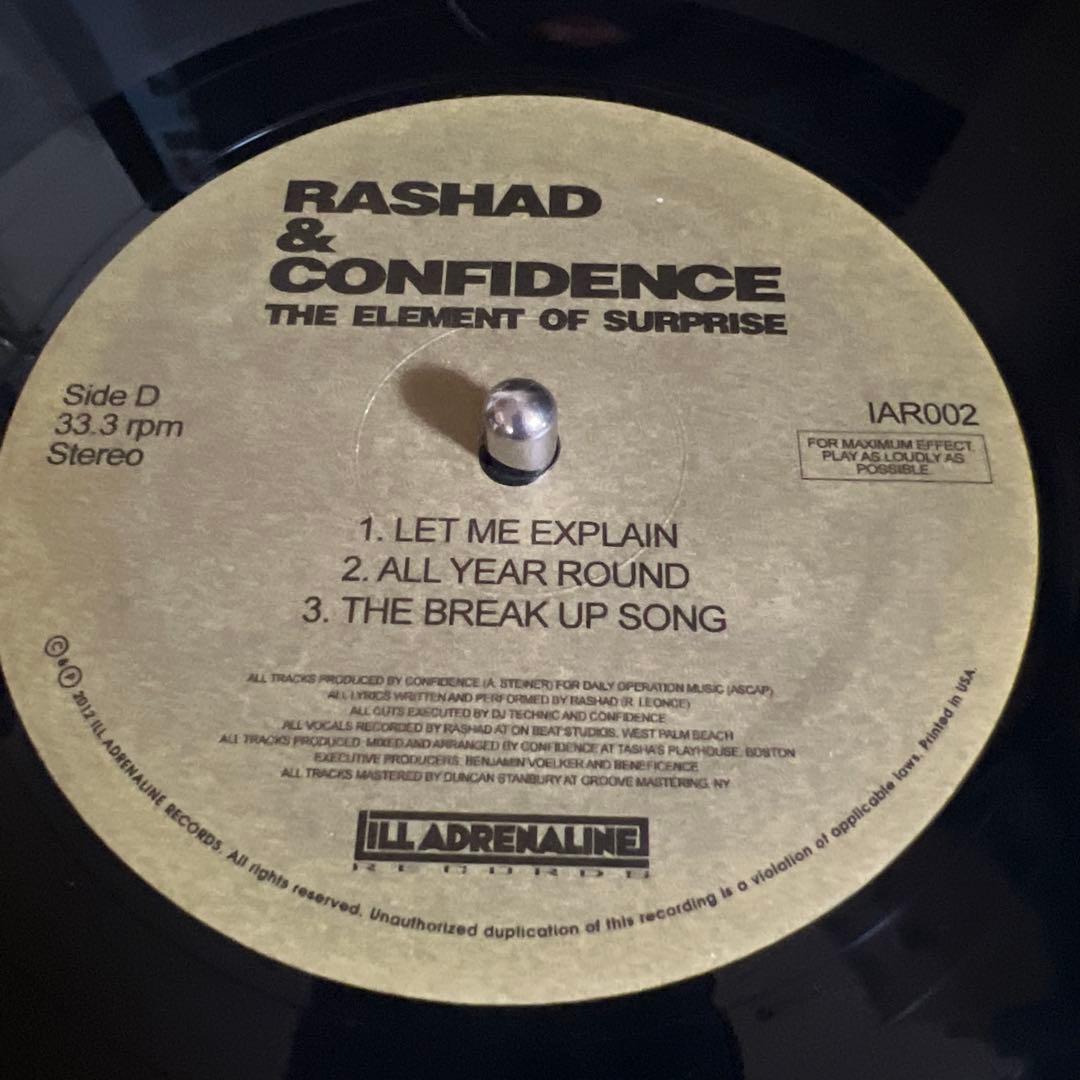 RASHAD
&
CONFIDENCE
THE ELEMENT OF SURPRISE
Side D
33.3 rpm
Stereo
IAR002
FOR MAXIMUM EFFECT
PLAY AS LOUDLY AS
POSSIBLE
1. LET ME EXPLAIN
2. ALL YEAR ROUND
3. THE BREAK UP SONG
ALL TRACKS PRODUCED BY CONFIDENCE (A. STEINER) FOR DAILY OPERATION MUSIC (ASCAP)
ALL LYRICS WRITTEN AND PERFORMED BY RASHAD (R. LEONCE)
ALL CUTS EXECUTED BY DJ TECHNIC AND CONFIDENCE
ALL VOCALS RECORDED BY RASHAD AT ON BEAT STUDIOS, WEST PALM BEACH
ALL TRACKS PRODUCED, MIXED AND ARRANGED BY CONFIDENCE AT TASHA'S PLAYHOUSE, BOSTON
EXECUTIVE PRODUCERS: BENJAMIN VOELKER AND BENEFICENCE
ALL TRACKS MASTERED BY DUNCAN STANBURY AT GROOVE MASTERING, NY
ILL ADRENALINE
RECORDS
© & ℗ 2012 ILL ADRENALINE RECORDS. All rights reserved. Unauthorized duplication of this recording is a violation of applicable laws. Printed in USA.